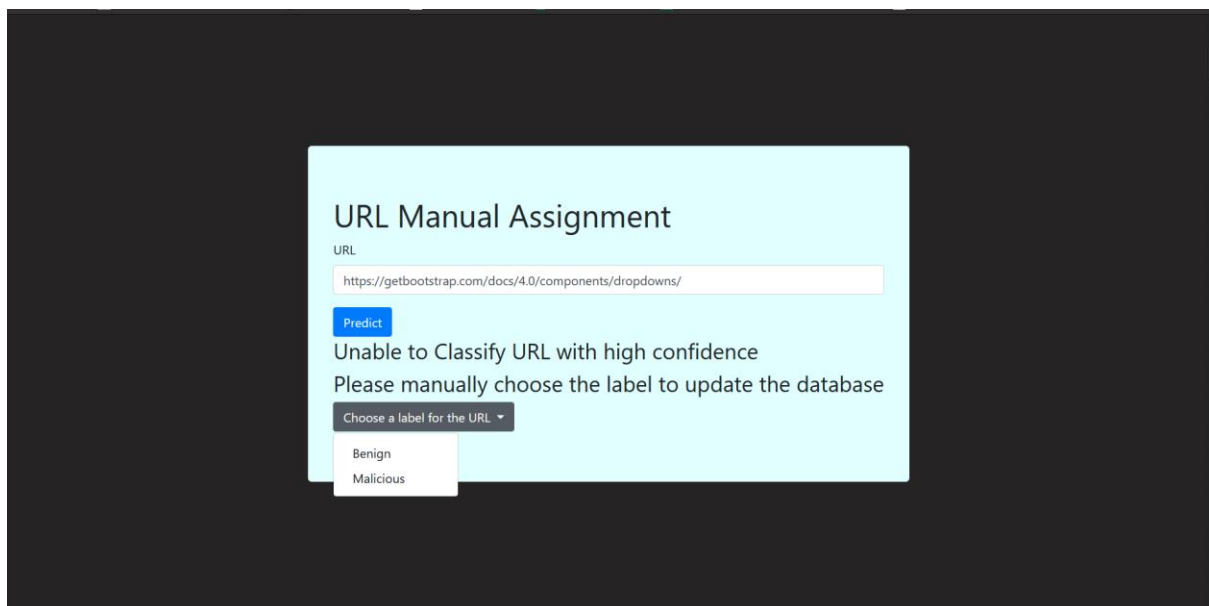 URL Manual Assignment
URL
https://getbootstrap.com/docs/4.0/components/dropdowns/
Predict
Unable to Classify URL with high confidence
Please manually choose the label to update the database
Choose a label for the URL
Benign
Malicious